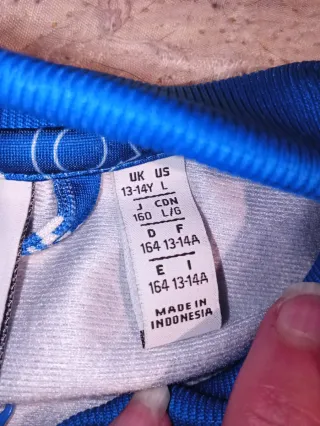 UK US
13-14Y L
J CDN
160 L/G
D F
164 13-14A
E I
164 13-14A
MADE IN
INDONESIA